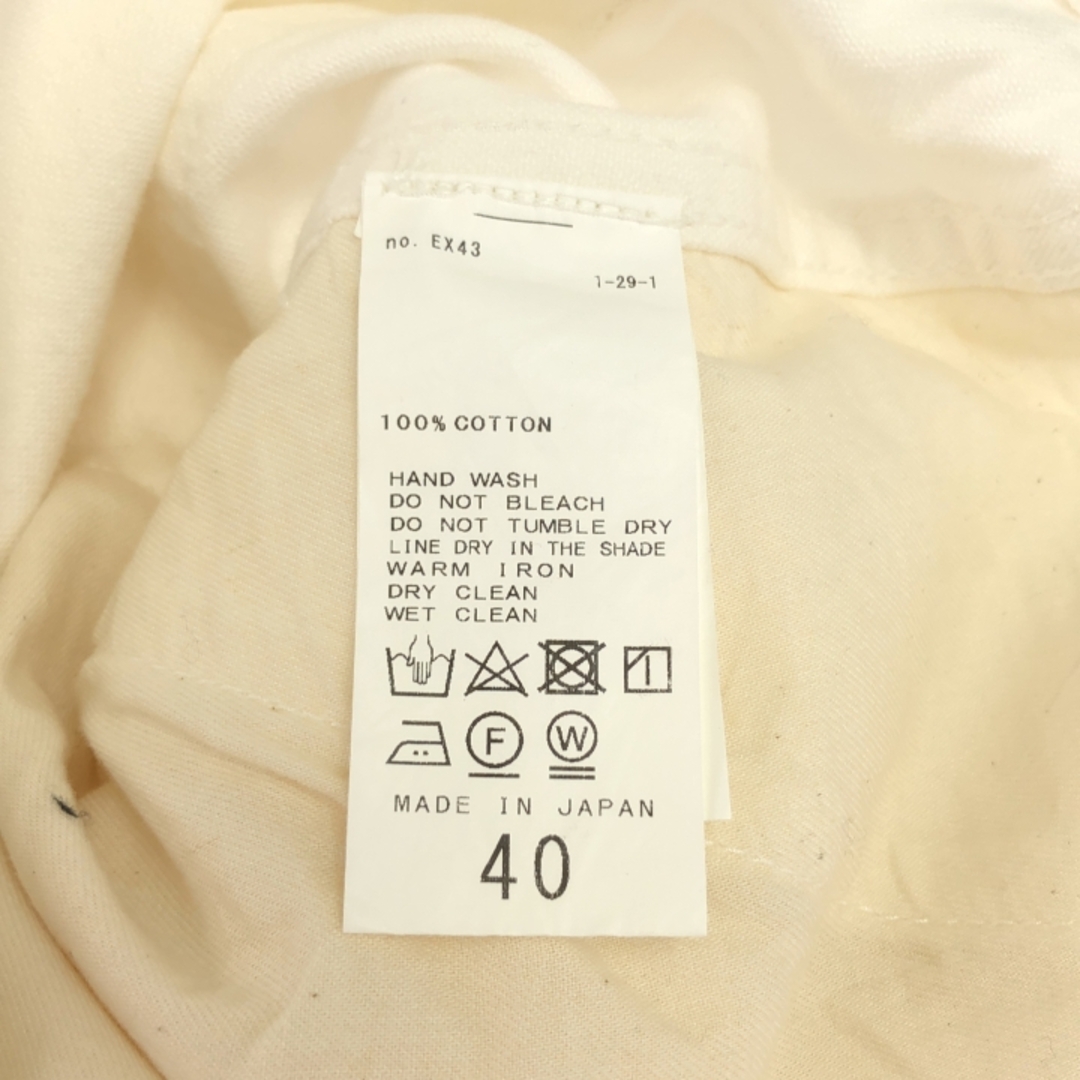 no. EX43
1-29-1
100% COTTON
HAND WASH
DO NOT BLEACH
DO NOT TUMBLE DRY
LINE DRY IN THE SHADE
WARM IRON
DRY CLEAN
WET CLEAN
F W
MADE IN JAPAN
40